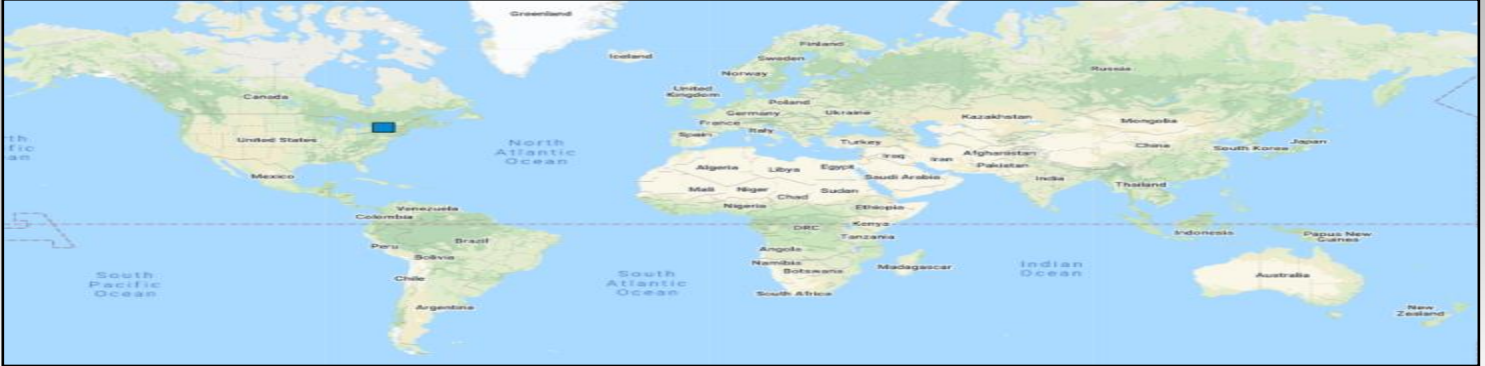 Greenland
Iceland
Finland
Sweden
Norway
Russia
United
Kingdom
Canada
Poland
Germany
Ukraine
France
Kazakhstan
Mongolia
Italy
Spain
United States
North
Atlantic
Ocean
Turkey
China
Japan
South Korea
Afghanistan
Iraq
Iran
Pakistan
Algeria
Libya
Egypt
Saudi Arabia
India
Mexico
Thailand
Mali
Niger
Chad
Sudan
Nigeria
Ethiopia
Venezuela
Colombia
DRC
Kenya
Tanzania
Indonesia
Papua New
Guinea
Peru
Brazil
Bolivia
Angola
Namibia
Botswana
Madagascar
Indian
Ocean
South
Pacific
Ocean
Chile
South
Atlantic
Ocean
Australia
South Africa
Argentina
New
Zealand
th
fic
an